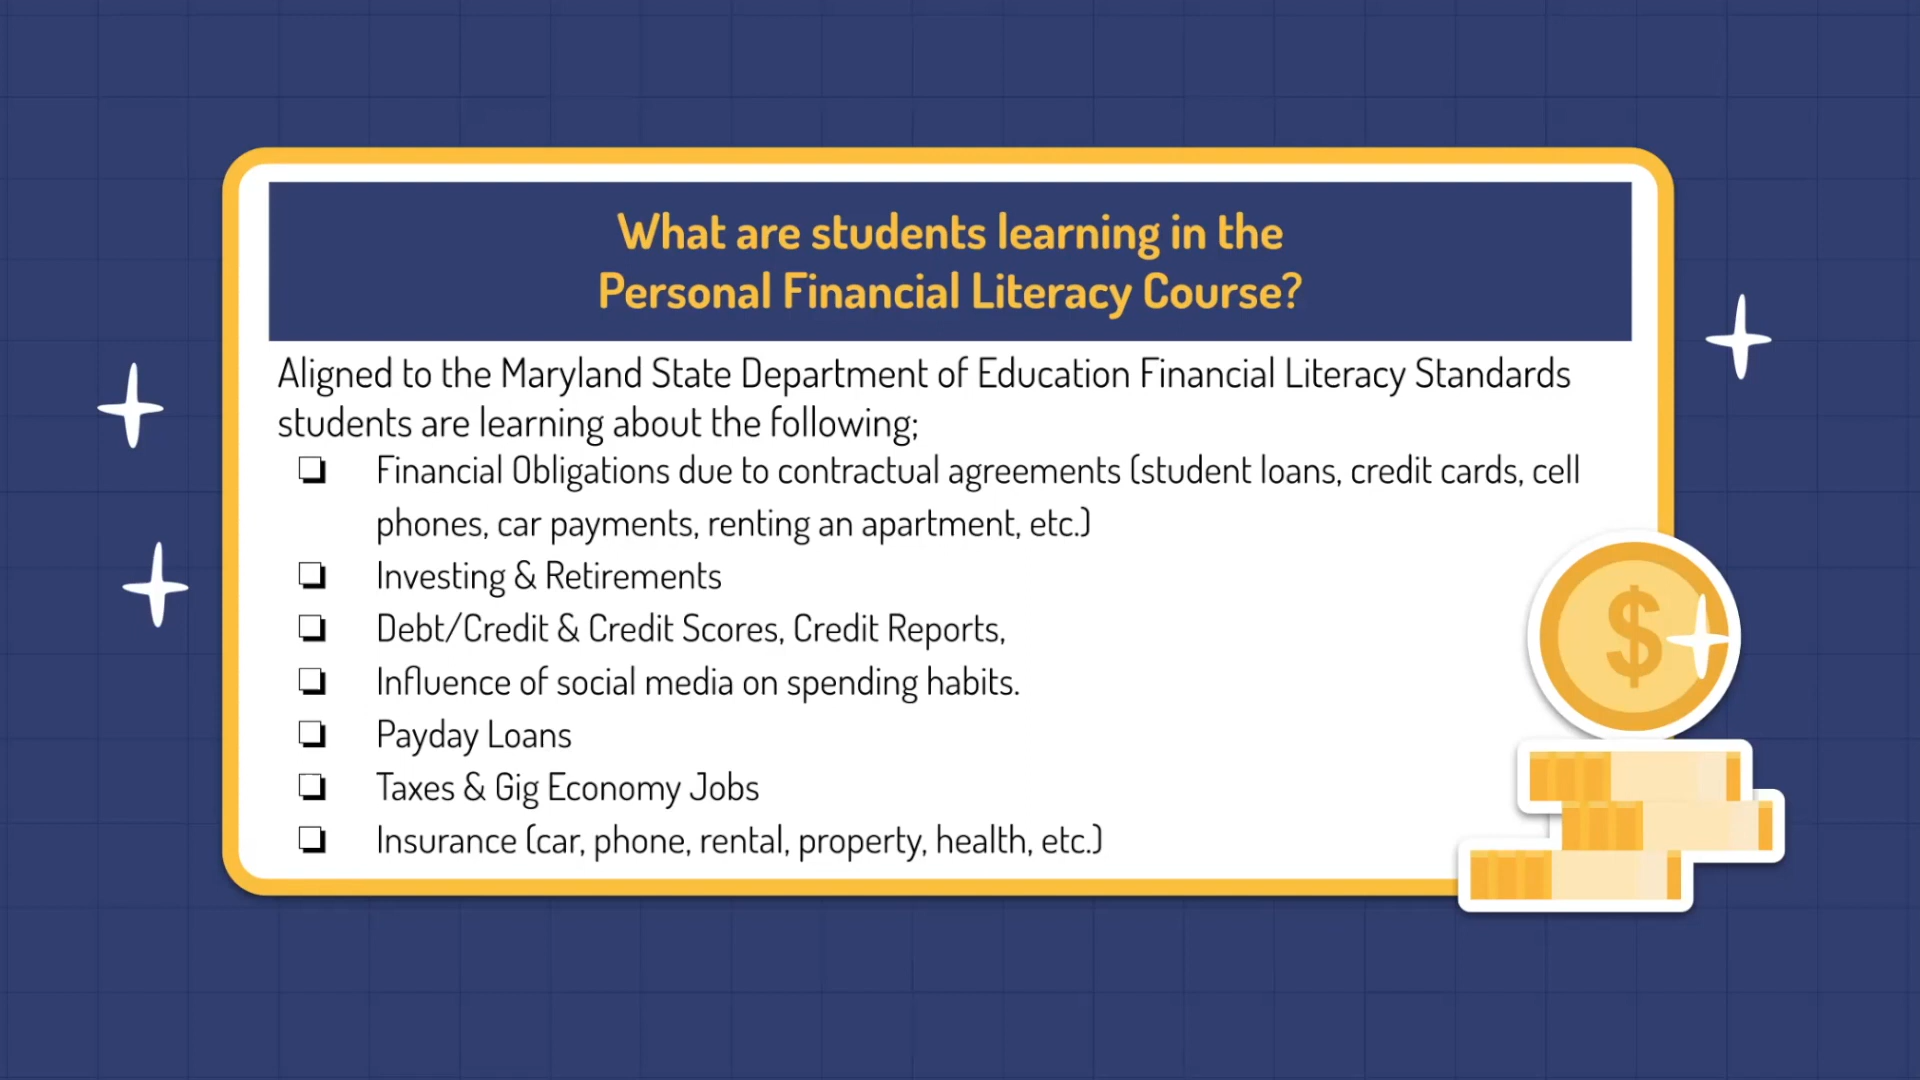 What are students learning in the
Personal Financial Literacy Course?
Aligned to the Maryland State Department of Education Financial Literacy Standards
students are learning about the following;
❏ Financial Obligations due to contractual agreements (student loans, credit cards, cell
phones, car payments, renting an apartment, etc.)
❏ Investing & Retirements
❏ Debt/Credit & Credit Scores, Credit Reports,
❏ Influence of social media on spending habits.
❏ Payday Loans
❏ Taxes & Gig Economy Jobs
❏ Insurance (car, phone, rental, property, health, etc.)
$